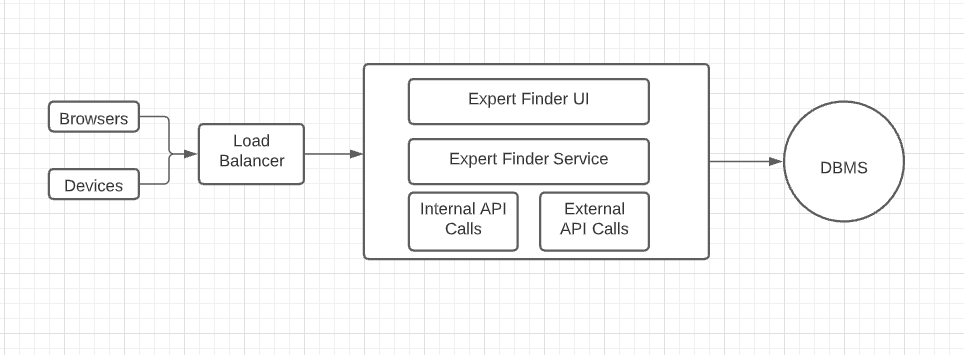 Browsers
Devices
Load
Balancer
Expert Finder UI
Expert Finder Service
Internal API
Calls
External
API Calls
DBMS